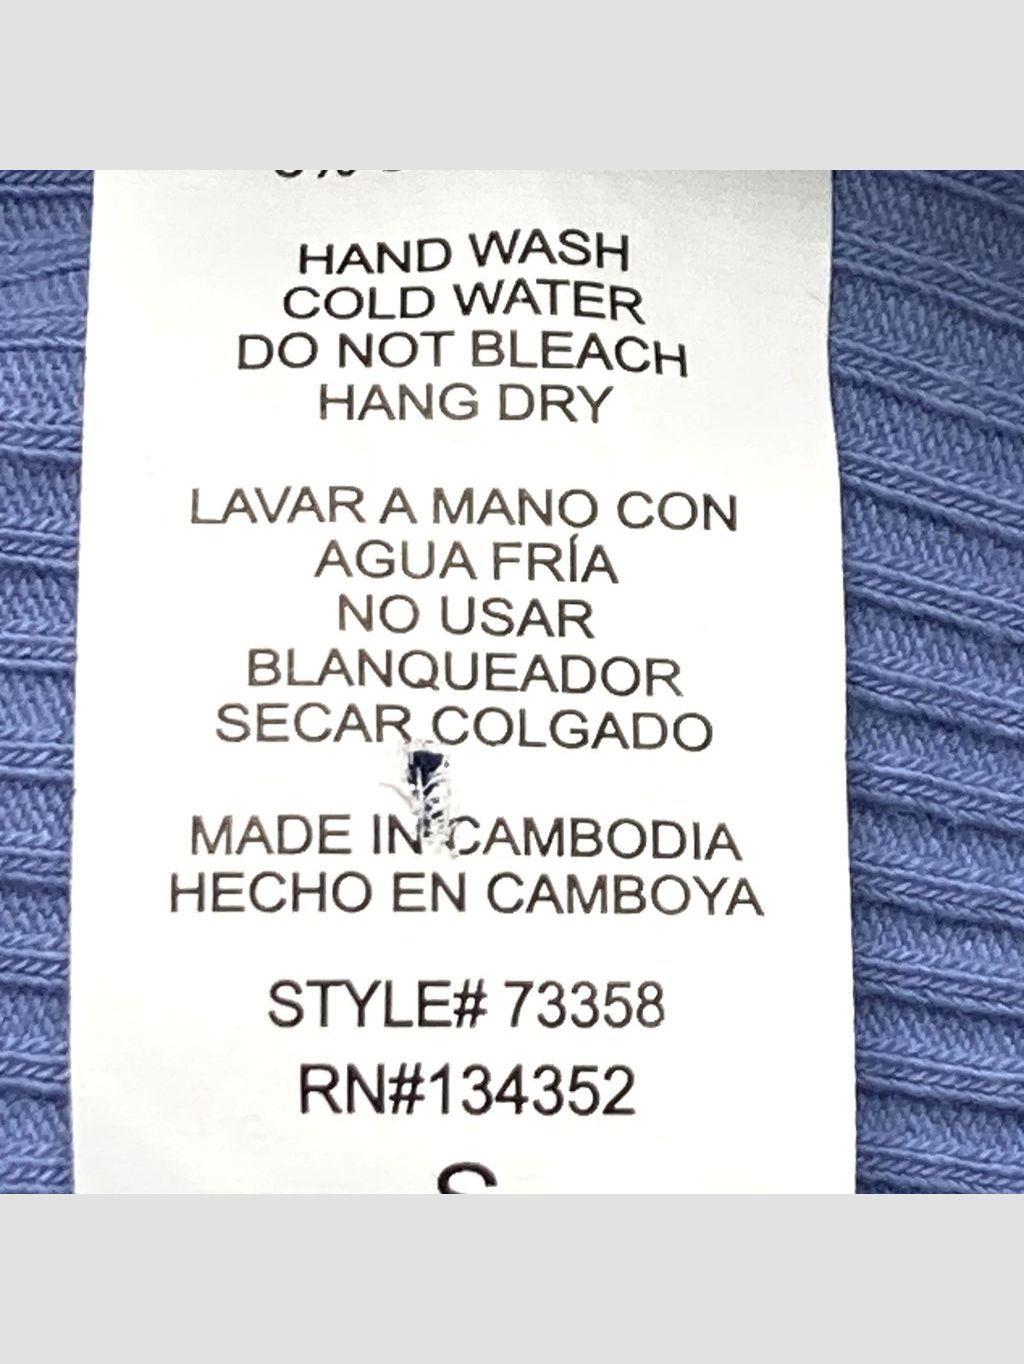 HAND WASH
COLD WATER
DO NOT BLEACH
HANG DRY
LAVAR A MANO CON
AGUA FRÍA
NO USAR
BLANQUEADOR
SECAR COLGADO
MADE IN CAMBODIA
HECHO EN CAMBOYA
STYLE# 73358
RN#134352
S